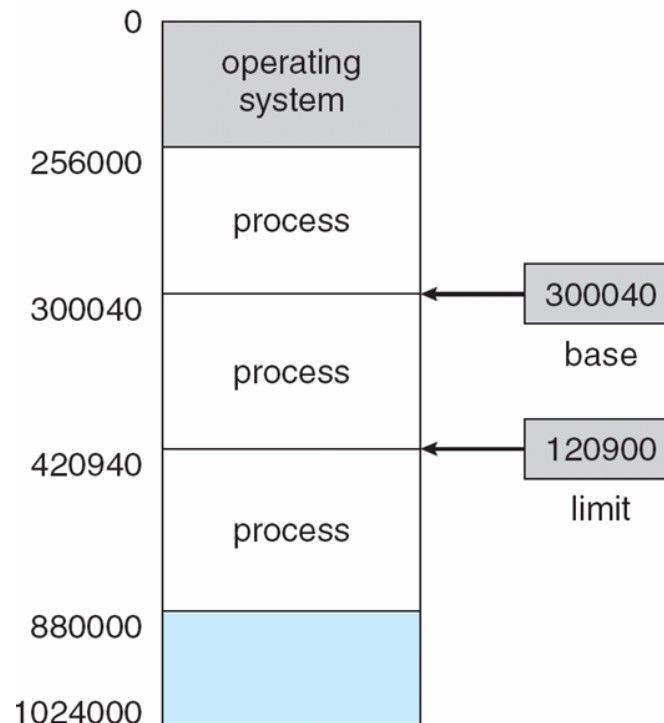 0
operating
system
256000
process
300040
300040
base
process
420940
120900
limit
process
880000
1024000